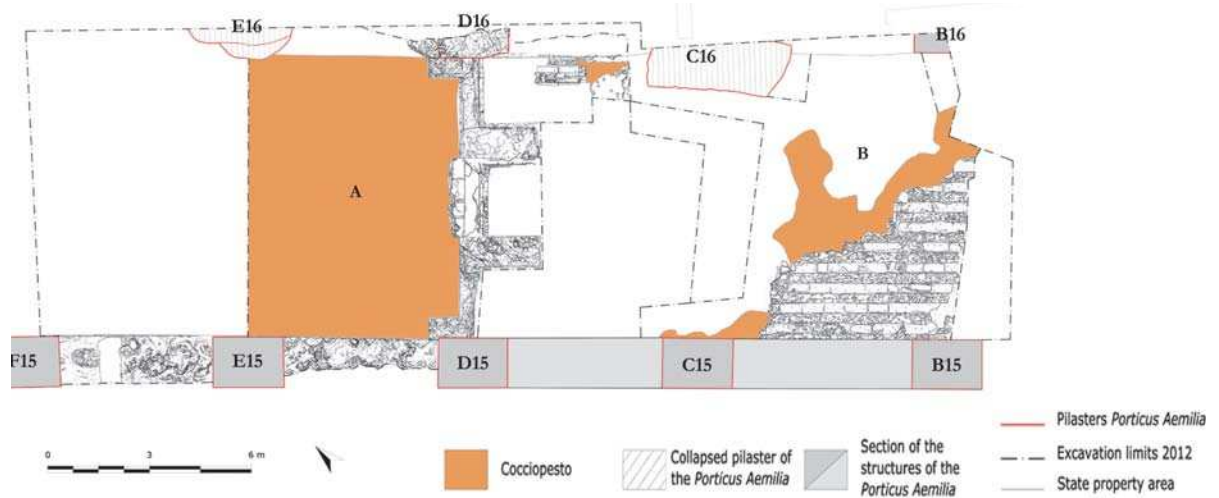 E16
D16
B16
C16
A
B
F15
E15
D15
C15
B15
0 3 6 m
Cocciopesto
Collapsed pilaster of
the Porticus Aemilia
Section of the
structures of the
Porticus Aemilia
Pilasters Porticus Aemilia
Excavation limits 2012
State property area